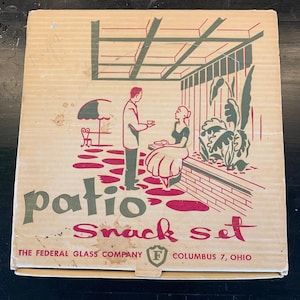 patio
snack set
THE FEDERAL GLASS COMPANY F COLUMBUS 7, OHIO